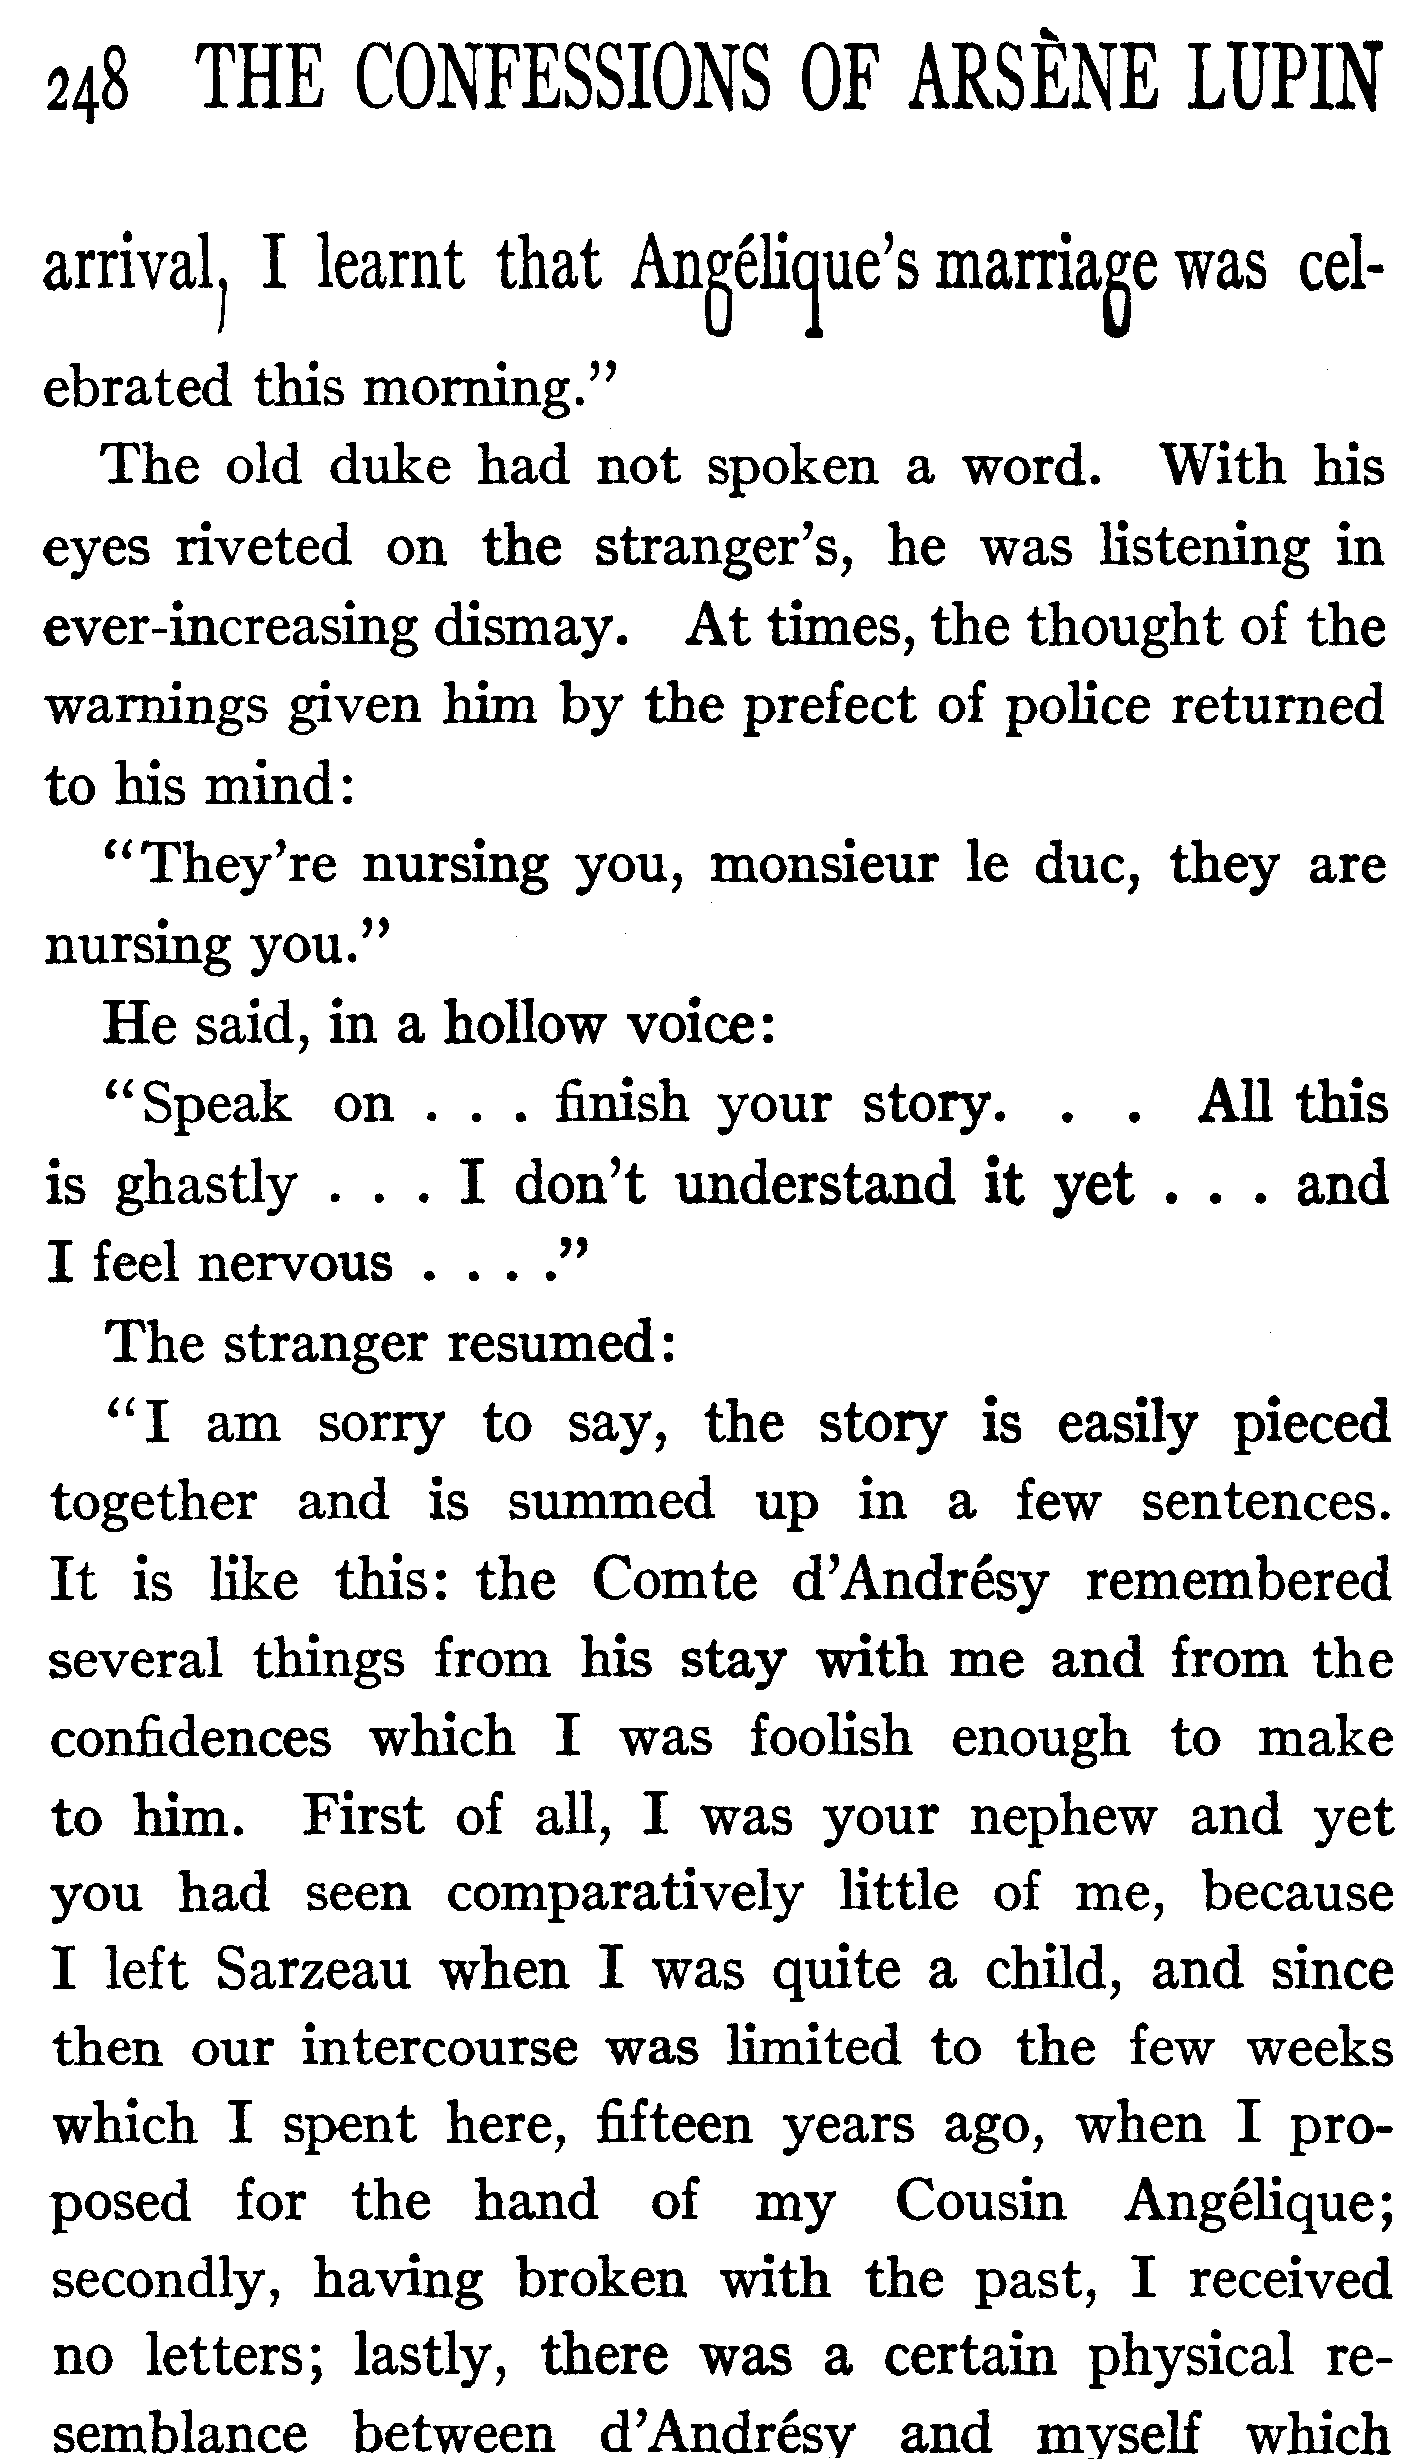 248 THE CONFESSIONS OF ARSÈNE LUPIN
arrival, I learnt that Angélique’s marriage was cel-
ebrated this morning.”
The old duke had not spoken a word. With his
eyes riveted on the stranger’s, he was listening in
ever-increasing dismay. At times, the thought of the
warnings given him by the prefect of police returned
to his mind:
“They’re nursing you, monsieur le duc, they are
nursing you.”
He said, in a hollow voice:
“Speak on . . . finish your story. . . All this
is ghastly . . . I don’t understand it yet . . . and
I feel nervous . . . .”
The stranger resumed:
“I am sorry to say, the story is easily pieced
together and is summed up in a few sentences.
It is like this: the Comte d’Andrésy remembered
several things from his stay with me and from the
confidences which I was foolish enough to make
to him. First of all, I was your nephew and yet
you had seen comparatively little of me, because
I left Sarzeau when I was quite a child, and since
then our intercourse was limited to the few weeks
which I spent here, fifteen years ago, when I pro-
posed for the hand of my Cousin Angélique;
secondly, having broken with the past, I received
no letters; lastly, there was a certain physical re-
semblance between d’Andrésy and myself which